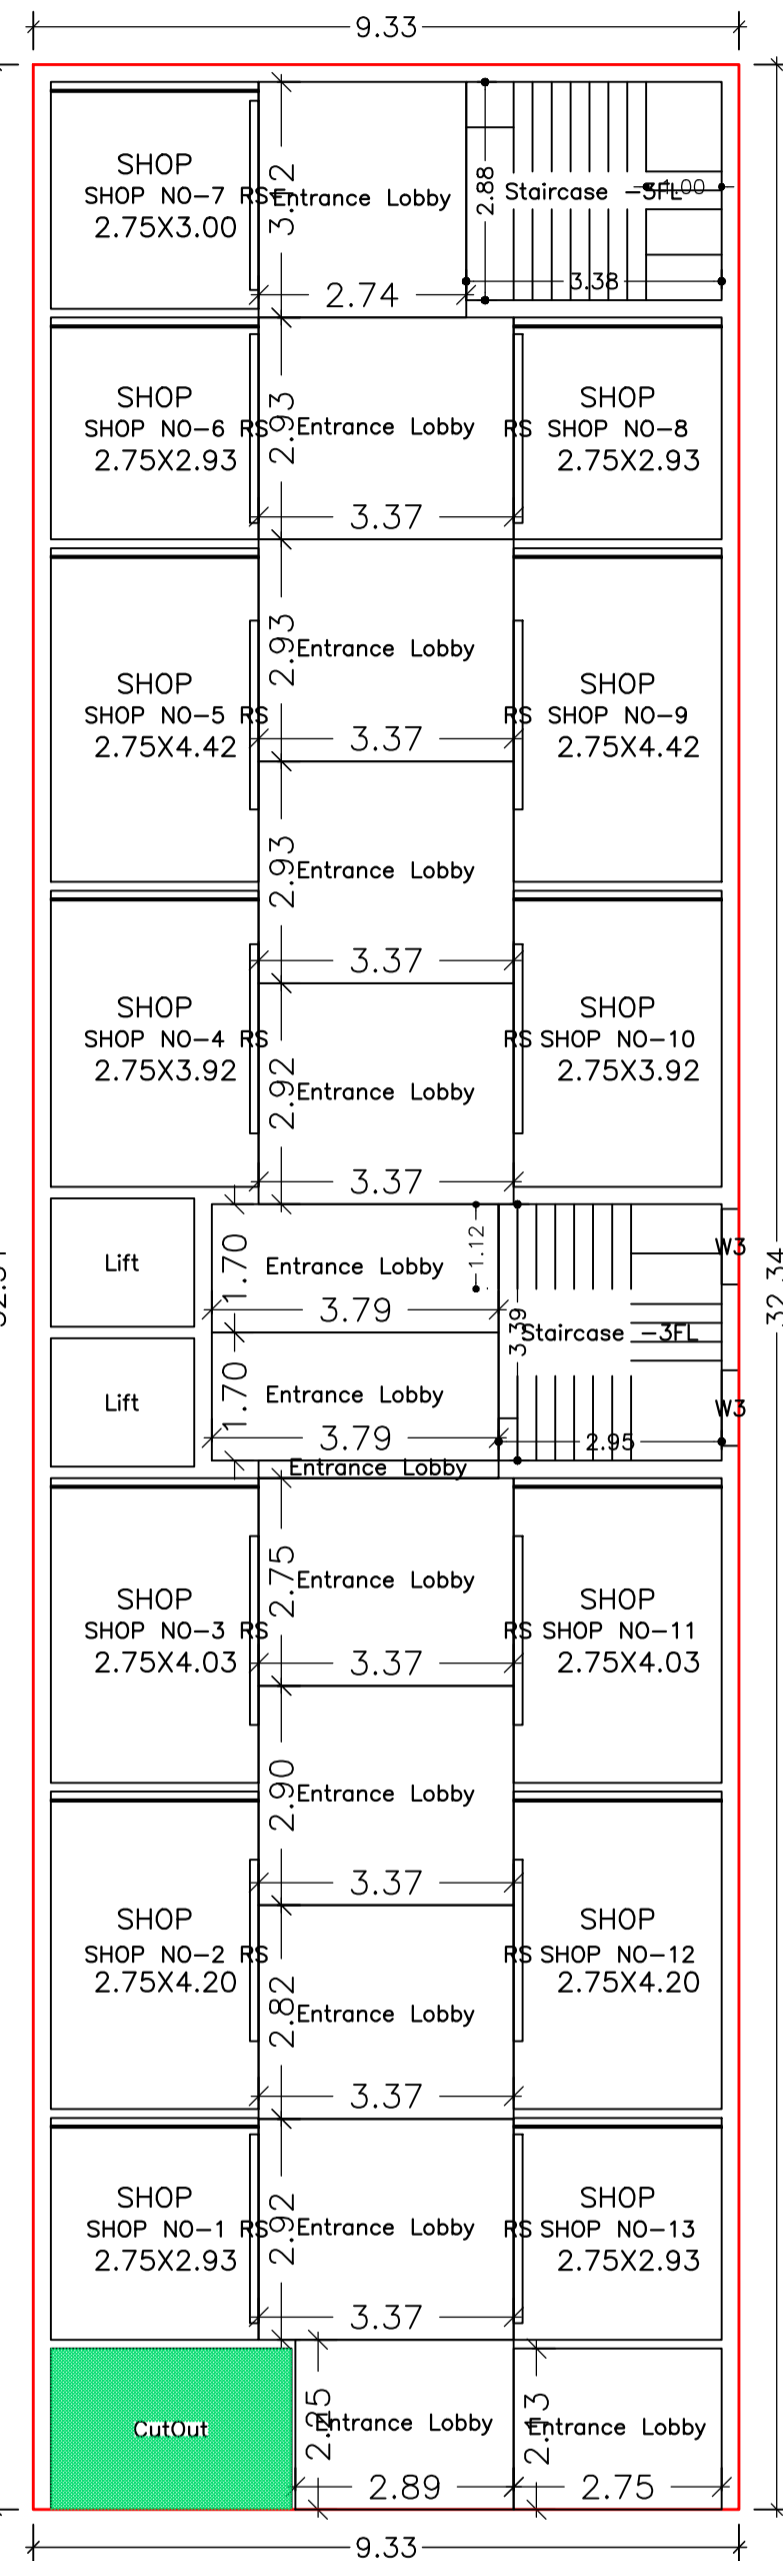 9.33
SHOP
SHOP NO-7 RS
2.75X3.00
3.12
Entrance Lobby
2.74
2.88
Staircase -3FL
1.00
3.38
SHOP
SHOP NO-6 RS
2.75X2.93
2.93
Entrance Lobby
3.37
SHOP
RS SHOP NO-8
2.75X2.93
SHOP
SHOP NO-5 RS
2.75X4.42
2.93
Entrance Lobby
3.37
SHOP
RS SHOP NO-9
2.75X4.42
2.93
Entrance Lobby
3.37
SHOP
SHOP NO-4 RS
2.75X3.92
2.92
Entrance Lobby
3.37
SHOP
RS SHOP NO-10
2.75X3.92
Lift
1.70
Entrance Lobby
3.79
1.12
3.39
Staircase -3FL
W3
32.34
Lift
1.70
Entrance Lobby
3.79
2.95
W3
Entrance Lobby
SHOP
SHOP NO-3 RS
2.75X4.03
2.75
Entrance Lobby
3.37
SHOP
RS SHOP NO-11
2.75X4.03
2.90
Entrance Lobby
3.37
SHOP
SHOP NO-2 RS
2.75X4.20
2.82
Entrance Lobby
3.37
SHOP
RS SHOP NO-12
2.75X4.20
SHOP
SHOP NO-1 RS
2.75X2.93
2.92
Entrance Lobby
3.37
SHOP
RS SHOP NO-13
2.75X2.93
CutOut
2.25
Entrance Lobby
2.89
2.13
Entrance Lobby
2.75
9.33